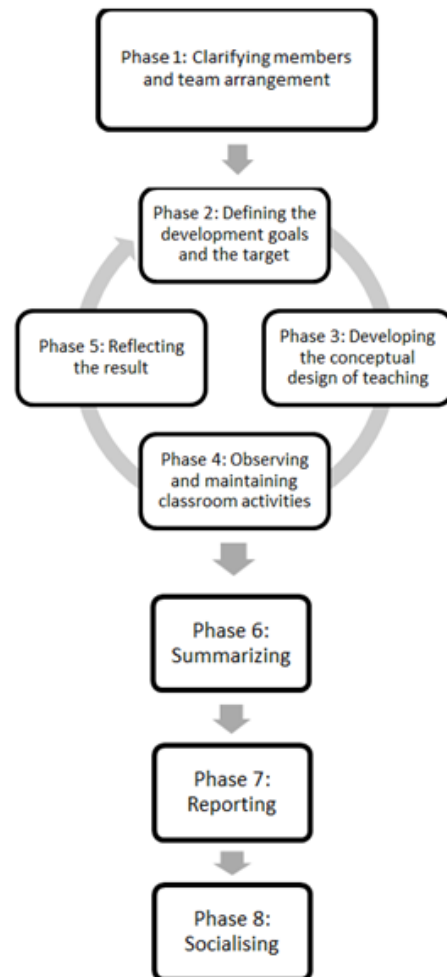 Phase 1: Clarifying members
and team arrangement
Phase 2: Defining the
development goals
and the target
Phase 5: Reflecting
the result
Phase 3: Developing
the conceptual
design of teaching
Phase 4: Observing
and maintaining
classroom activities
Phase 6:
Summarizing
Phase 7:
Reporting
Phase 8:
Socialising